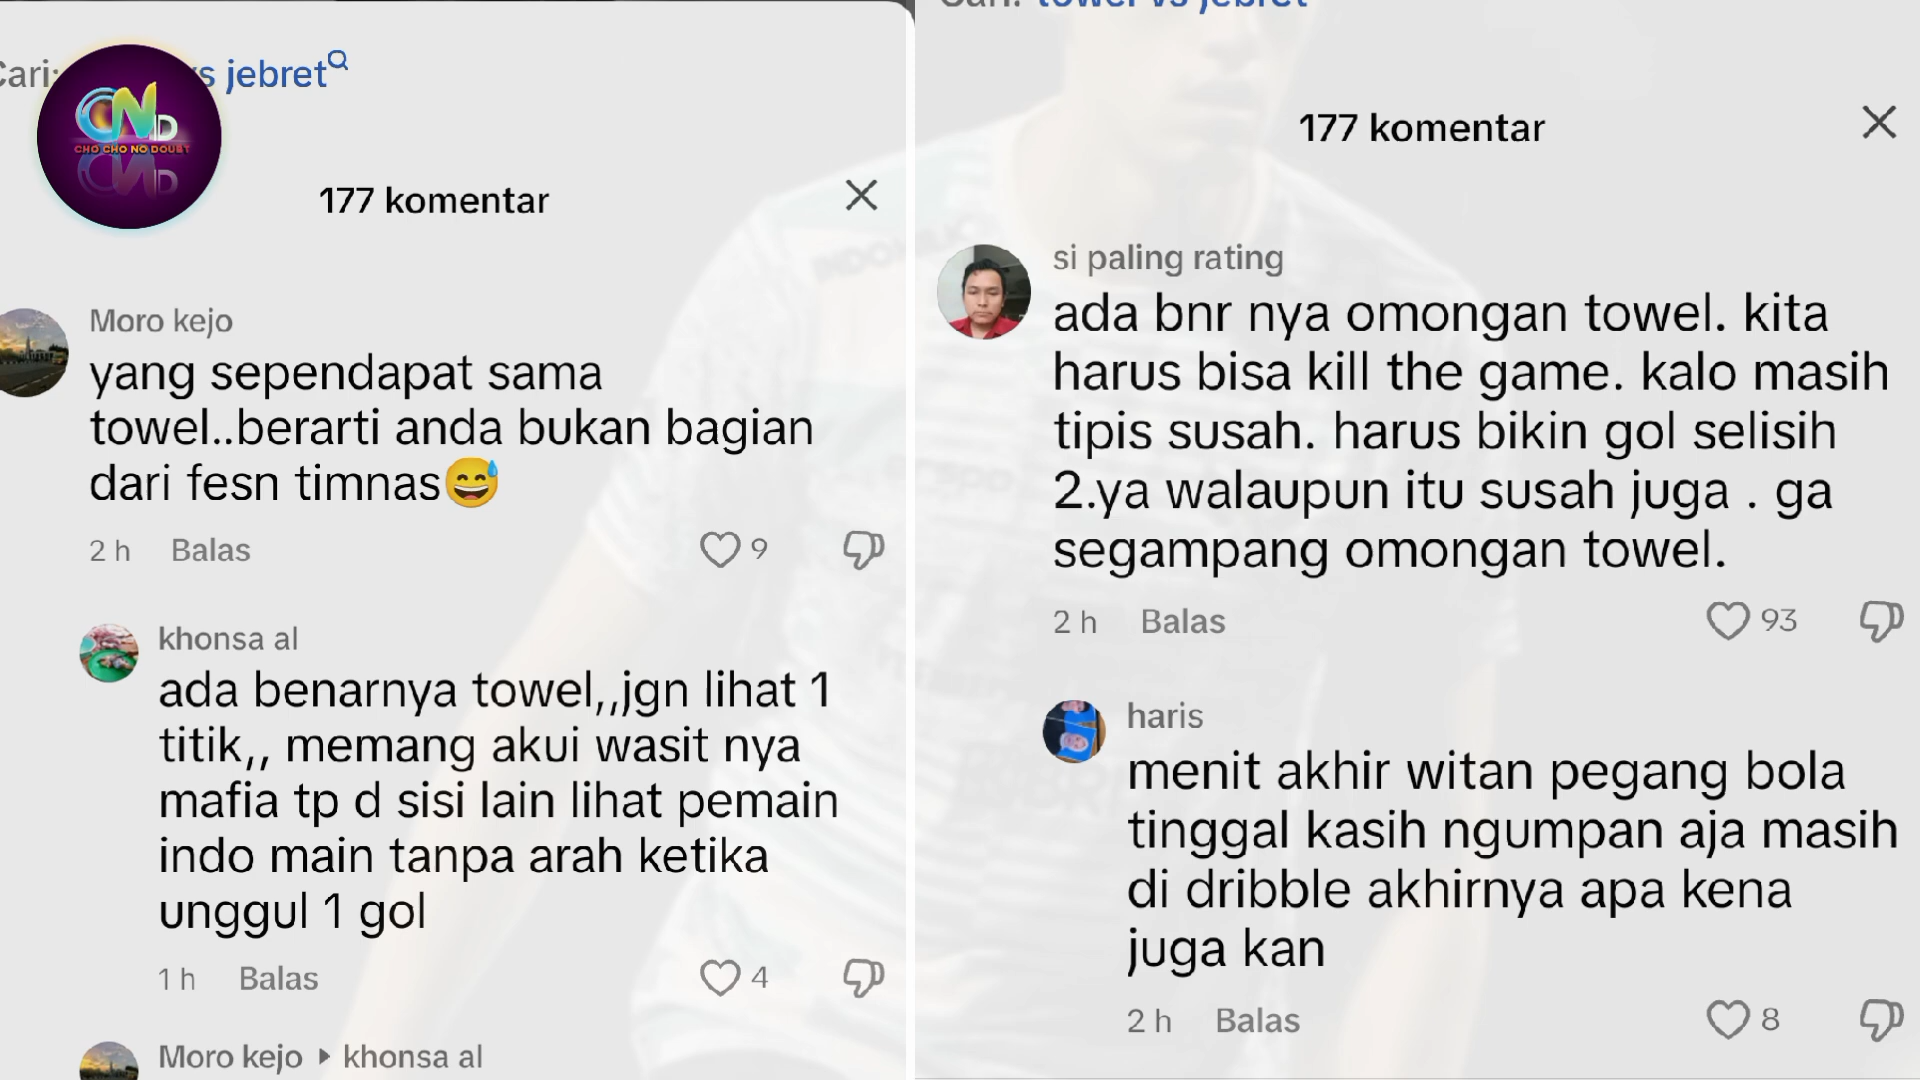 Cari: vs jebret
CND
CHO CHO NO DOUBT
177 komentar
Moro kejo
yang sependapat sama
towel..berarti anda bukan bagian
dari fesn timnas😅
2 h Balas 9
khonsa al
ada benarnya towel,,jgn lihat 1
titik,, memang akui wasit nya
mafia tp d sisi lain lihat pemain
indo main tanpa arah ketika
unggul 1 gol
1 h Balas 4
Moro kejo ▸ khonsa al
Cari: towel vs jebret
177 komentar
si paling rating
ada bnr nya omongan towel. kita
harus bisa kill the game. kalo masih
tipis susah. harus bikin gol selisih
2.ya walaupun itu susah juga . ga
segampang omongan towel.
2 h Balas 93
haris
menit akhir witan pegang bola
tinggal kasih ngumpan aja masih
di dribble akhirnya apa kena
juga kan
2 h Balas 8